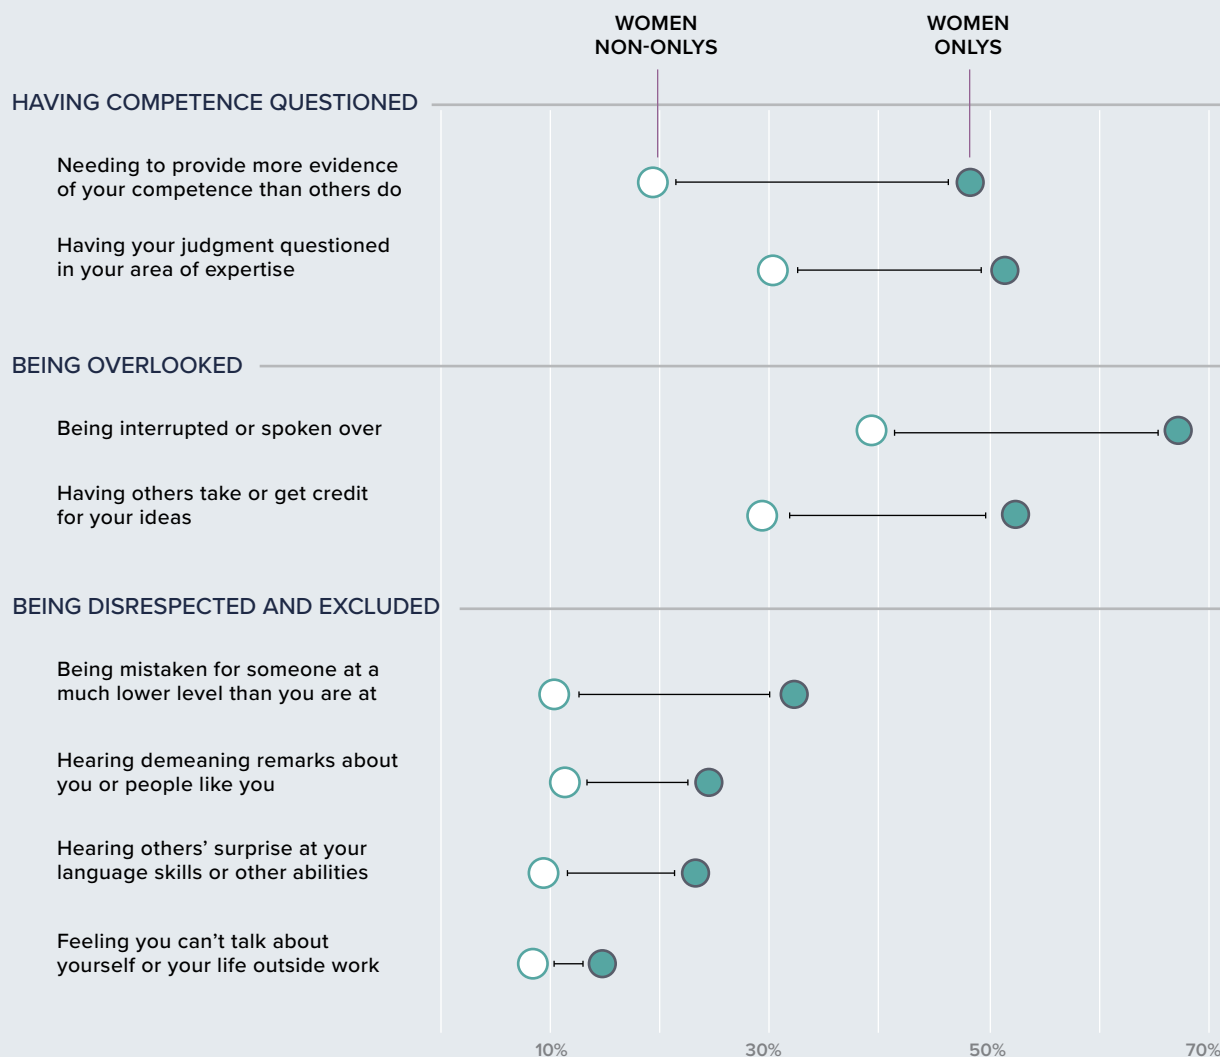 WOMEN
NON-ONLYS
WOMEN
ONLYS
HAVING COMPETENCE QUESTIONED
Needing to provide more evidence
of your competence than others do
Having your judgment questioned
in your area of expertise
BEING OVERLOOKED
Being interrupted or spoken over
Having others take or get credit
for your ideas
BEING DISRESPECTED AND EXCLUDED
Being mistaken for someone at a
much lower level than you are at
Hearing demeaning remarks about
you or people like you
Hearing others’ surprise at your
language skills or other abilities
Feeling you can’t talk about
yourself or your life outside work
10% 30% 50% 70%